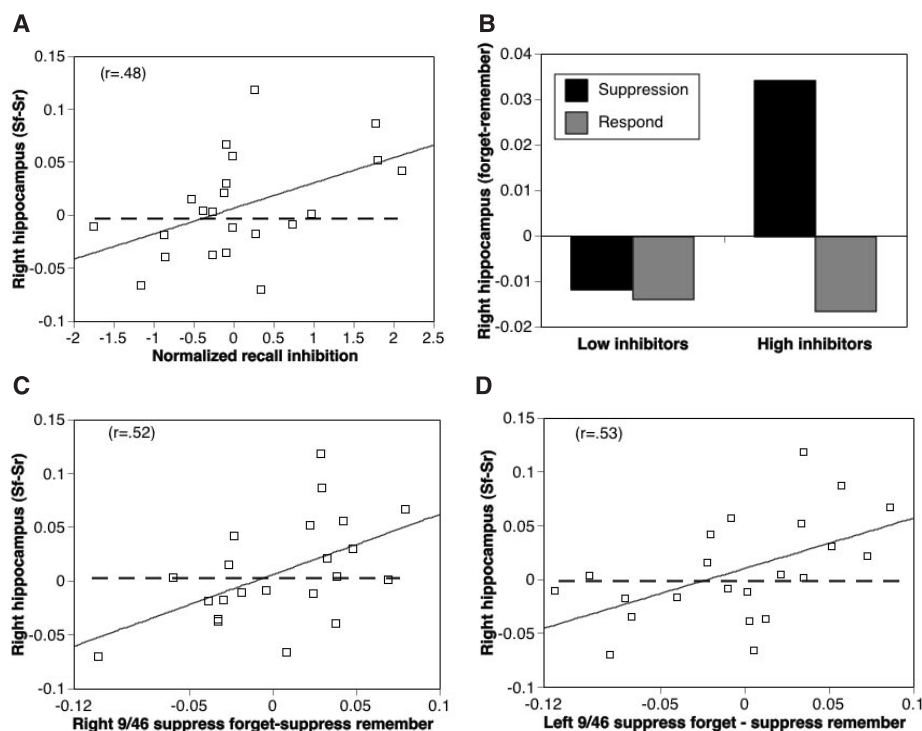 A
(r=.48)
Right hippocampus (Sf-Sr)
0.15
0.1
0.05
0
-0.05
-0.1
-2 -1.5 -1 -0.5 0 0.5 1 1.5 2 2.5
Normalized recall inhibition
B
Right hippocampus (forget-remember)
0.04
0.03
0.02
0.01
0
-0.01
-0.02
Suppression
Respond
Low inhibitors High inhibitors
C
(r=.52)
Right hippocampus (Sf-Sr)
0.15
0.1
0.05
0
-0.05
-0.1
-0.12 -0.05 0 0.05 0.1
Right 9/46 suppress forget-suppress remember
D
(r=.53)
Right hippocampus (Sf-Sr)
0.15
0.1
0.05
0
-0.05
-0.1
-0.12 -0.05 0 0.05 0.1
Left 9/46 suppress forget - suppress remember